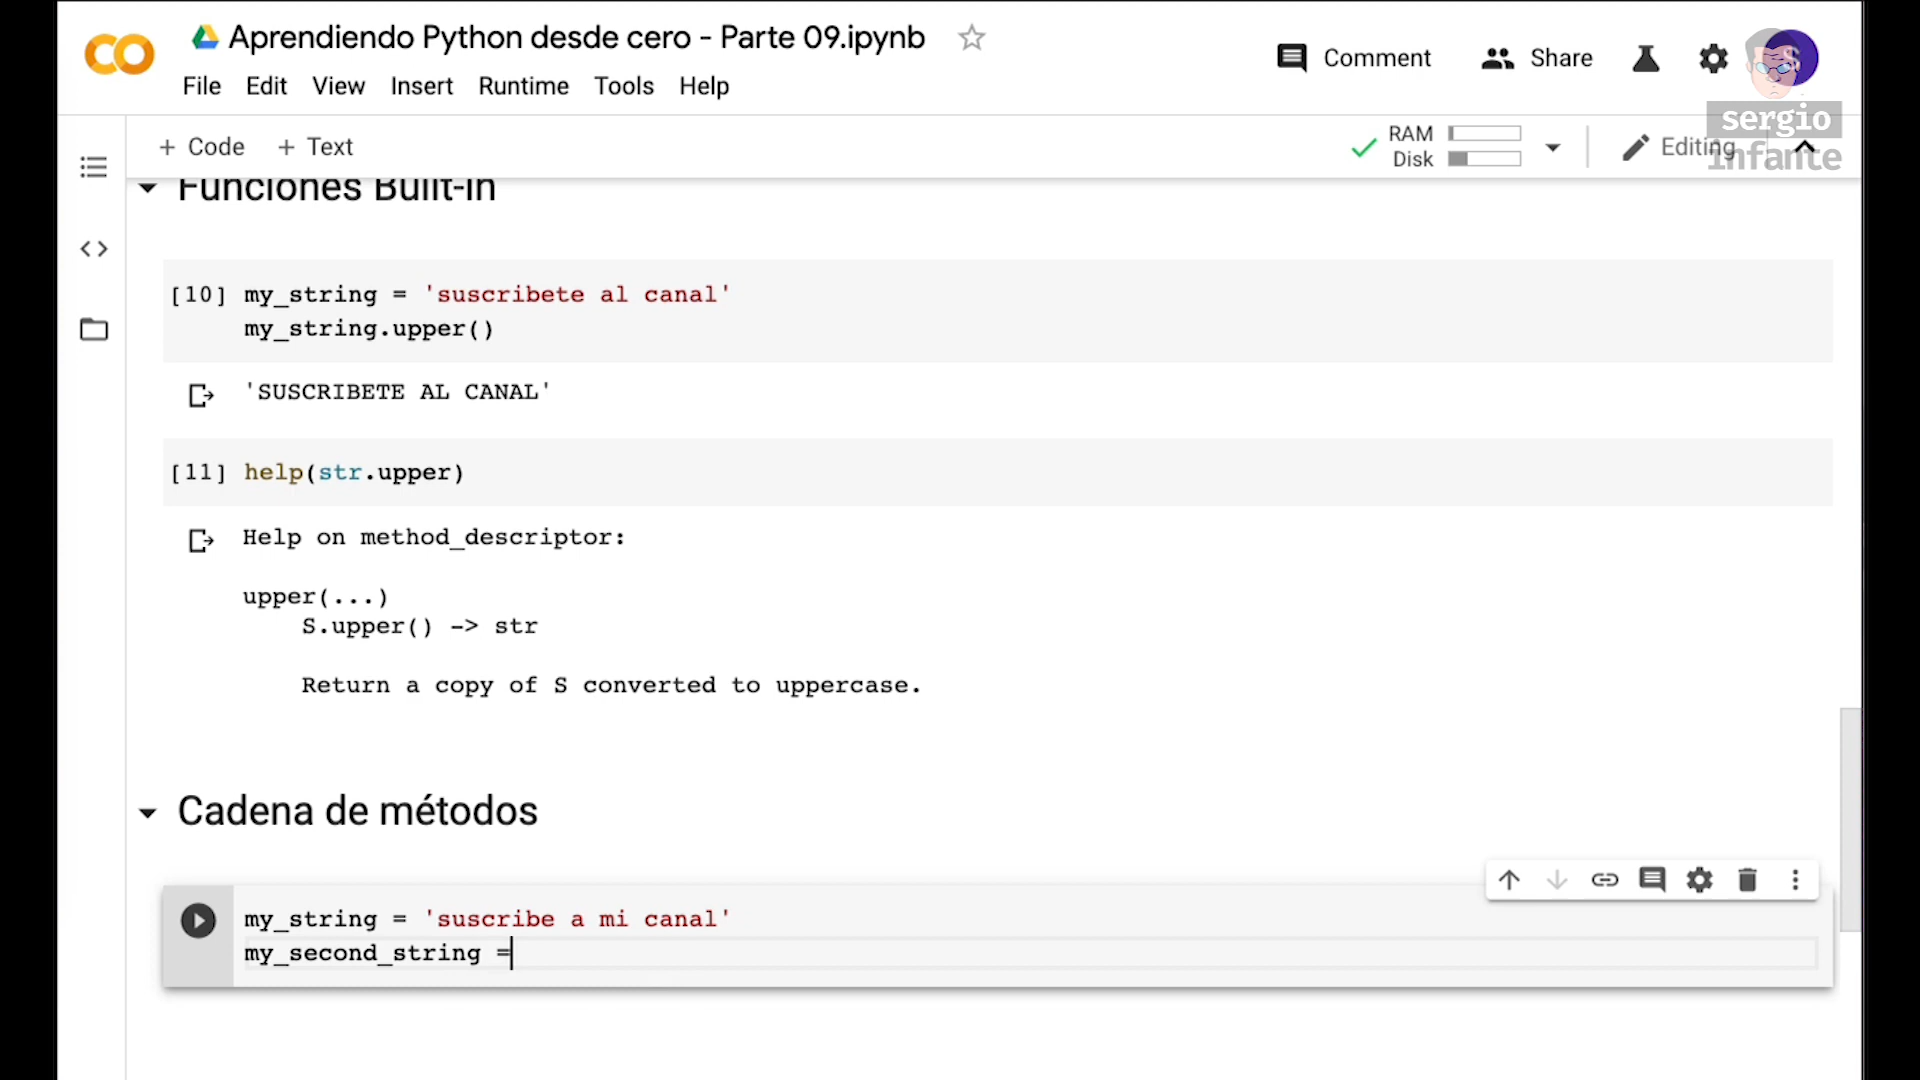 Aprendiendo Python desde cero - Parte 09.ipynb
File Edit View Insert Runtime Tools Help
Comment Share
sergio
infante
+ Code + Text
RAM
Disk
Editing
Funciones Built-in
[10] my_string = 'suscribete al canal'
my_string.upper()
'SUSCRIBETE AL CANAL'
[11] help(str.upper)
Help on method_descriptor:
upper(...)
S.upper() -> str
Return a copy of S converted to uppercase.
Cadena de métodos
my_string = 'suscribe a mi canal'
my_second_string =